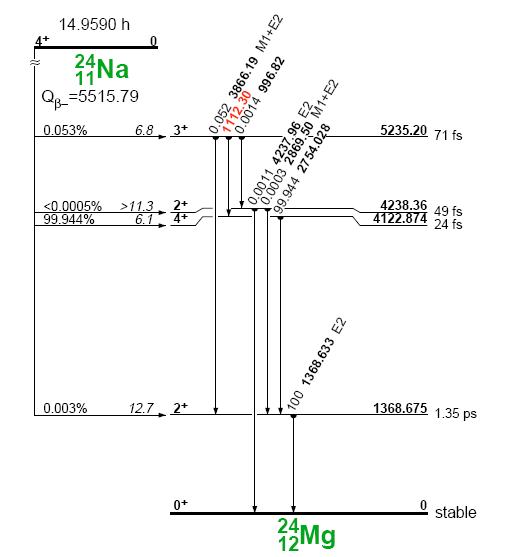 14.9590 h
4+ 0
24
11Na
Qβ−=5515.79
0.052 3866.19 M1+E2
1112.30
0.0014 996.82
0.053% 6.8 3+ 5235.20 71 fs
0.0011 4237.96 E2
0.0003 2869.50 M1+E2
99.944 2754.028
<0.0005% >11.3 2+ 4238.36 49 fs
99.944% 6.1 4+ 4122.874 24 fs
100 1368.633 E2
0.003% 12.7 2+ 1368.675 1.35 ps
0+ 0 stable
24
12Mg